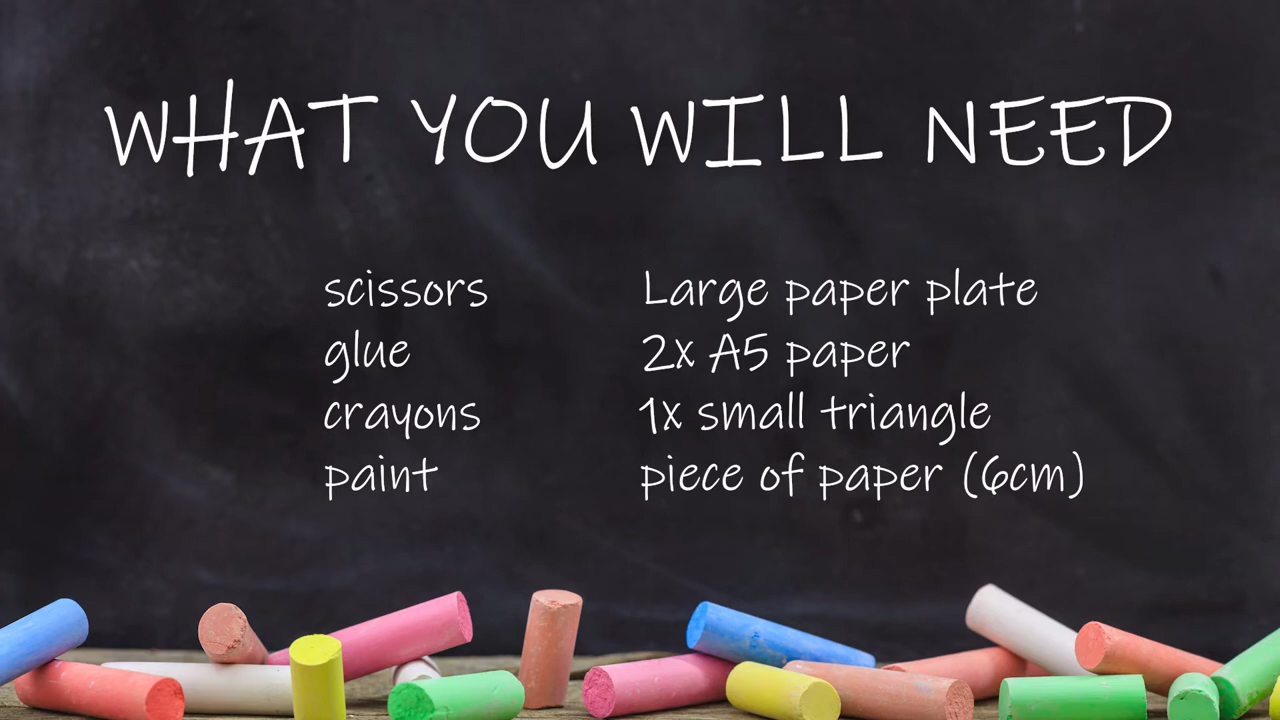 WHAT YOU WILL NEED
scissors
glue
crayons
paint
Large paper plate
2x A5 paper
1x small triangle
piece of paper (6cm)